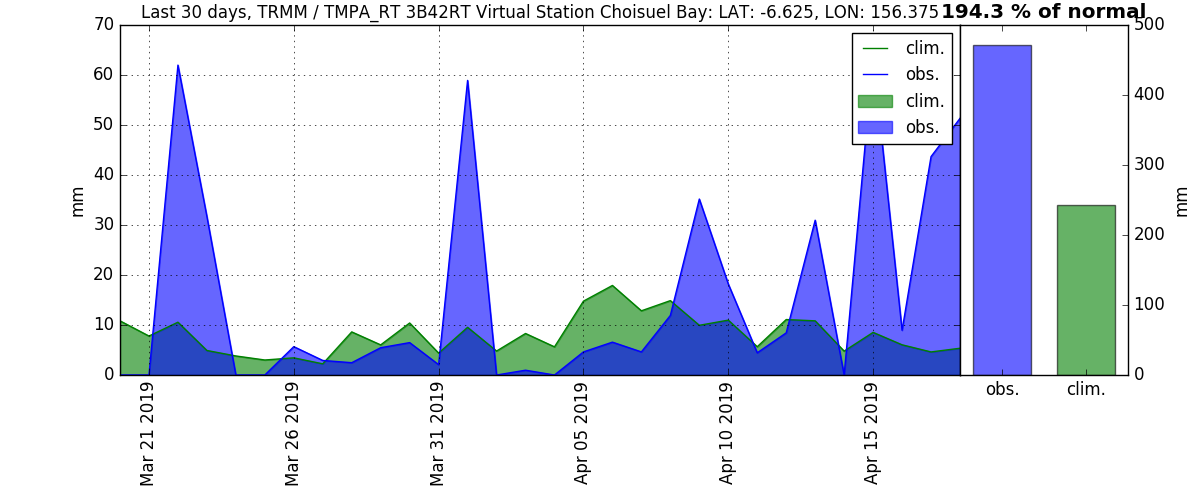 Last 30 days, TRMM / TMPA_RT 3B42RT Virtual Station Choisuel Bay: LAT: -6.625, LON: 156.375
194.3 % of normal
70
60
50
40
30
20
10
0
mm
clim.
obs.
clim.
obs.
Mar 21 2019
Mar 26 2019
Mar 31 2019
Apr 05 2019
Apr 10 2019
Apr 15 2019
500
400
300
200
100
0
mm
obs.
clim.